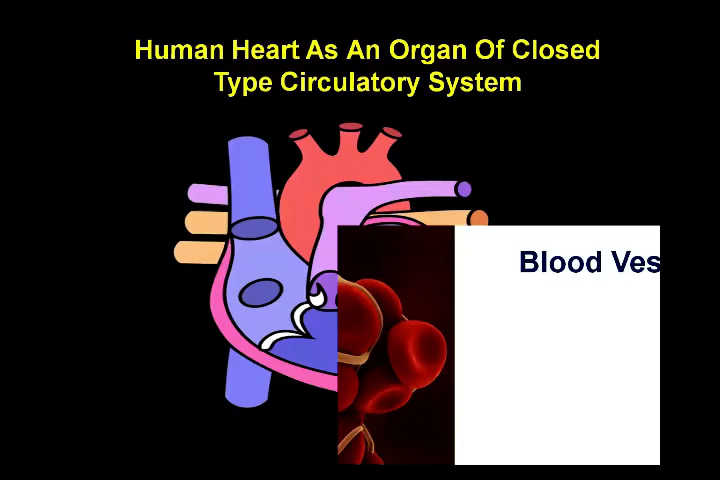 Human Heart As An Organ Of Closed
Type Circulatory System
Blood Ves